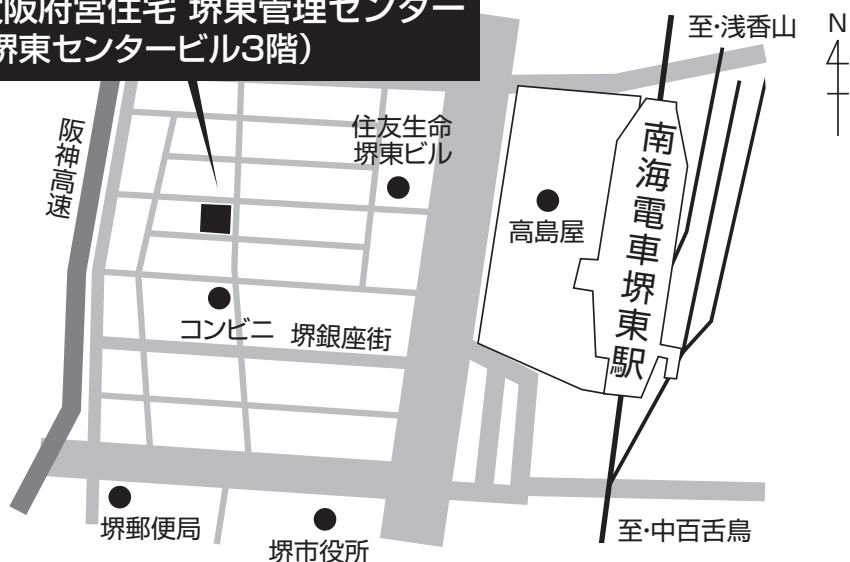 阪府営住宅 堺東管理センター
堺東センタービル3階）
至・浅香山
N
阪神高速
住友生命
堺東ビル
高島屋
南海電車堺東駅
コンビニ
堺銀座街
堺郵便局
堺市役所
至・中百舌鳥